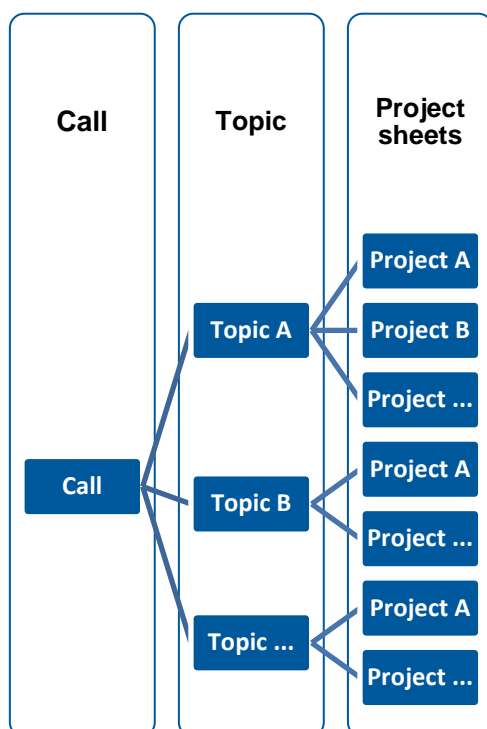 Call
Topic
Project
sheets
Call
Topic A
Topic B
Topic ...
Project A
Project B
Project ...
Project A
Project ...
Project A
Project ...